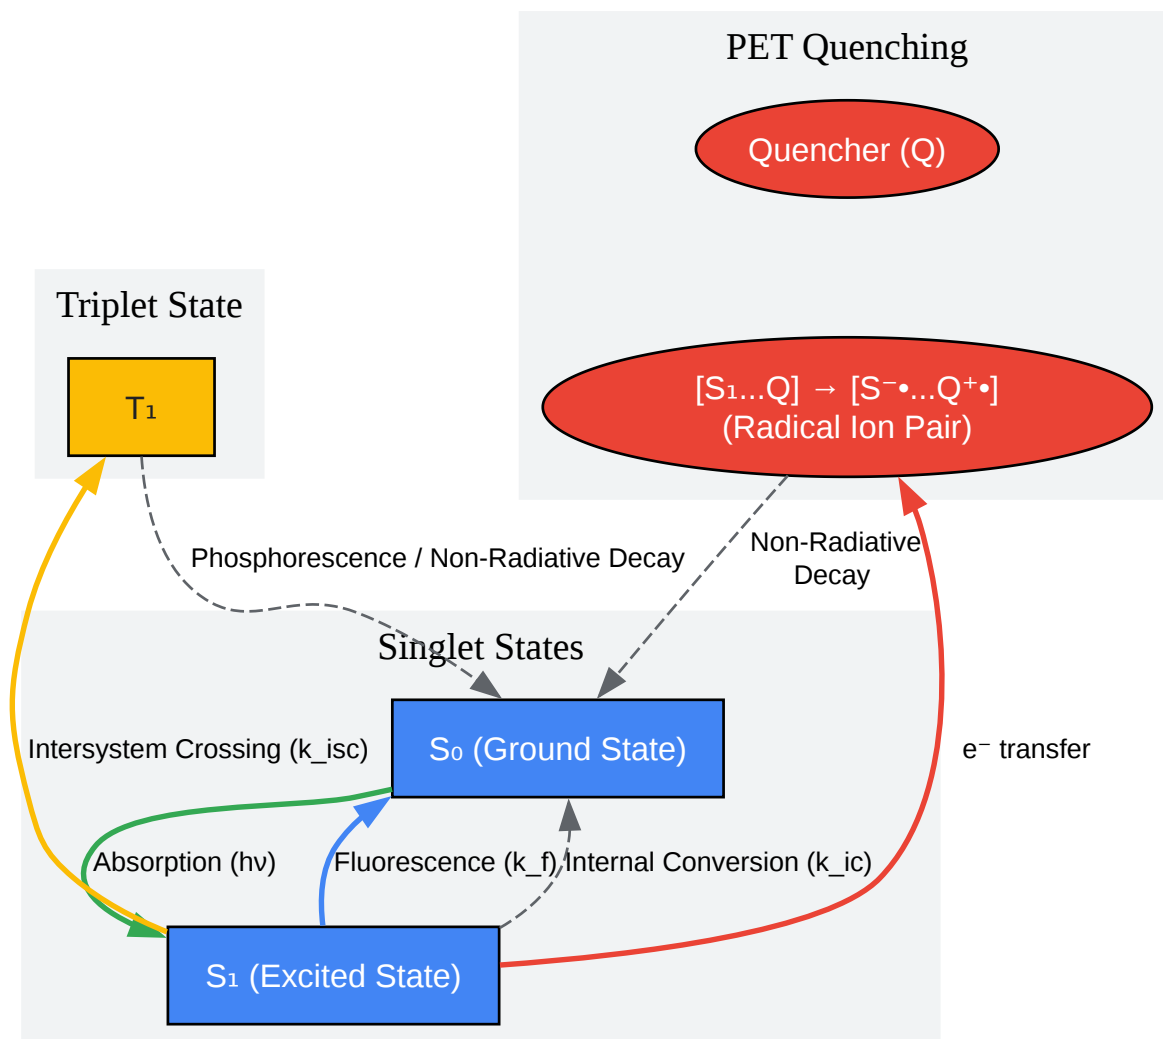 PET Quenching
Quencher (Q)
Triplet State
T₁
[S₁...Q] → [S⁻•...Q⁺•]
(Radical Ion Pair)
Phosphorescence / Non-Radiative Decay
Non-Radiative
Decay
Singlet States
Intersystem Crossing (k_isc)
S₀ (Ground State)
e⁻ transfer
Absorption (hν)
Fluorescence (k_f)
Internal Conversion (k_ic)
S₁ (Excited State)